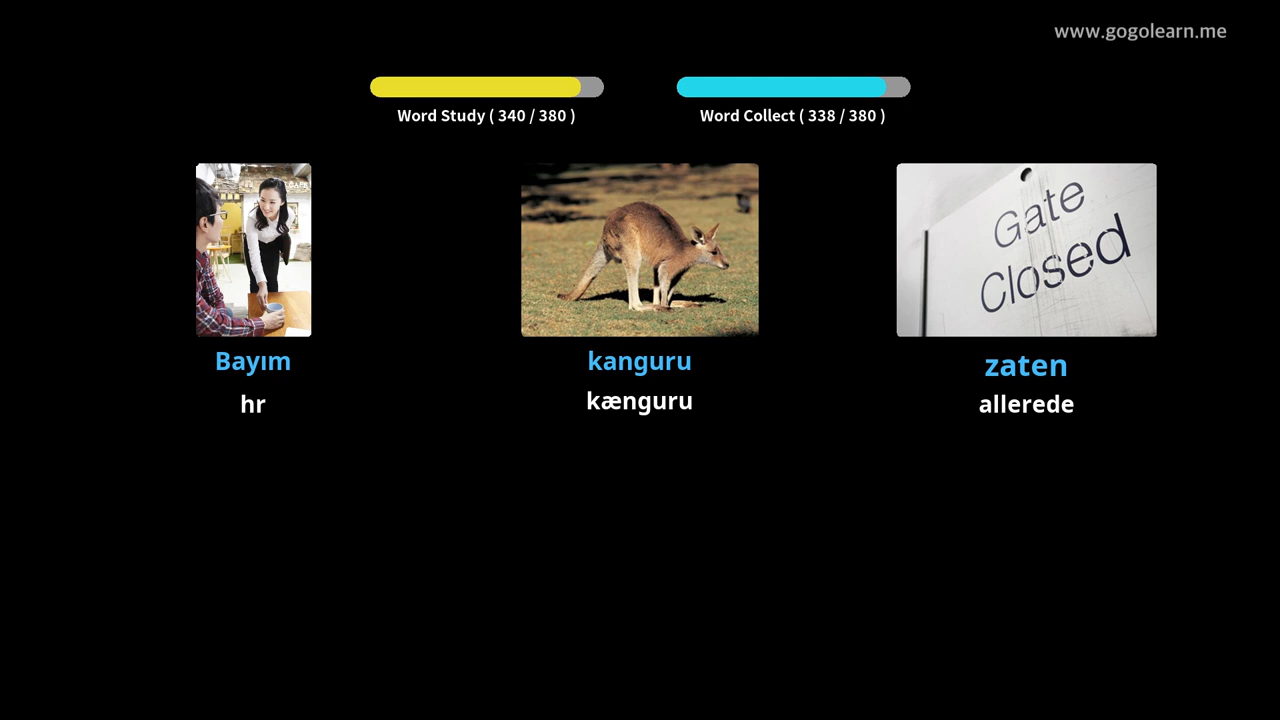 www.gogolearn.me
Word Study ( 340 / 380 )
Word Collect ( 338 / 380 )
Gate
Closed
Bayım
kanguru
zaten
hr
kænguru
allerede